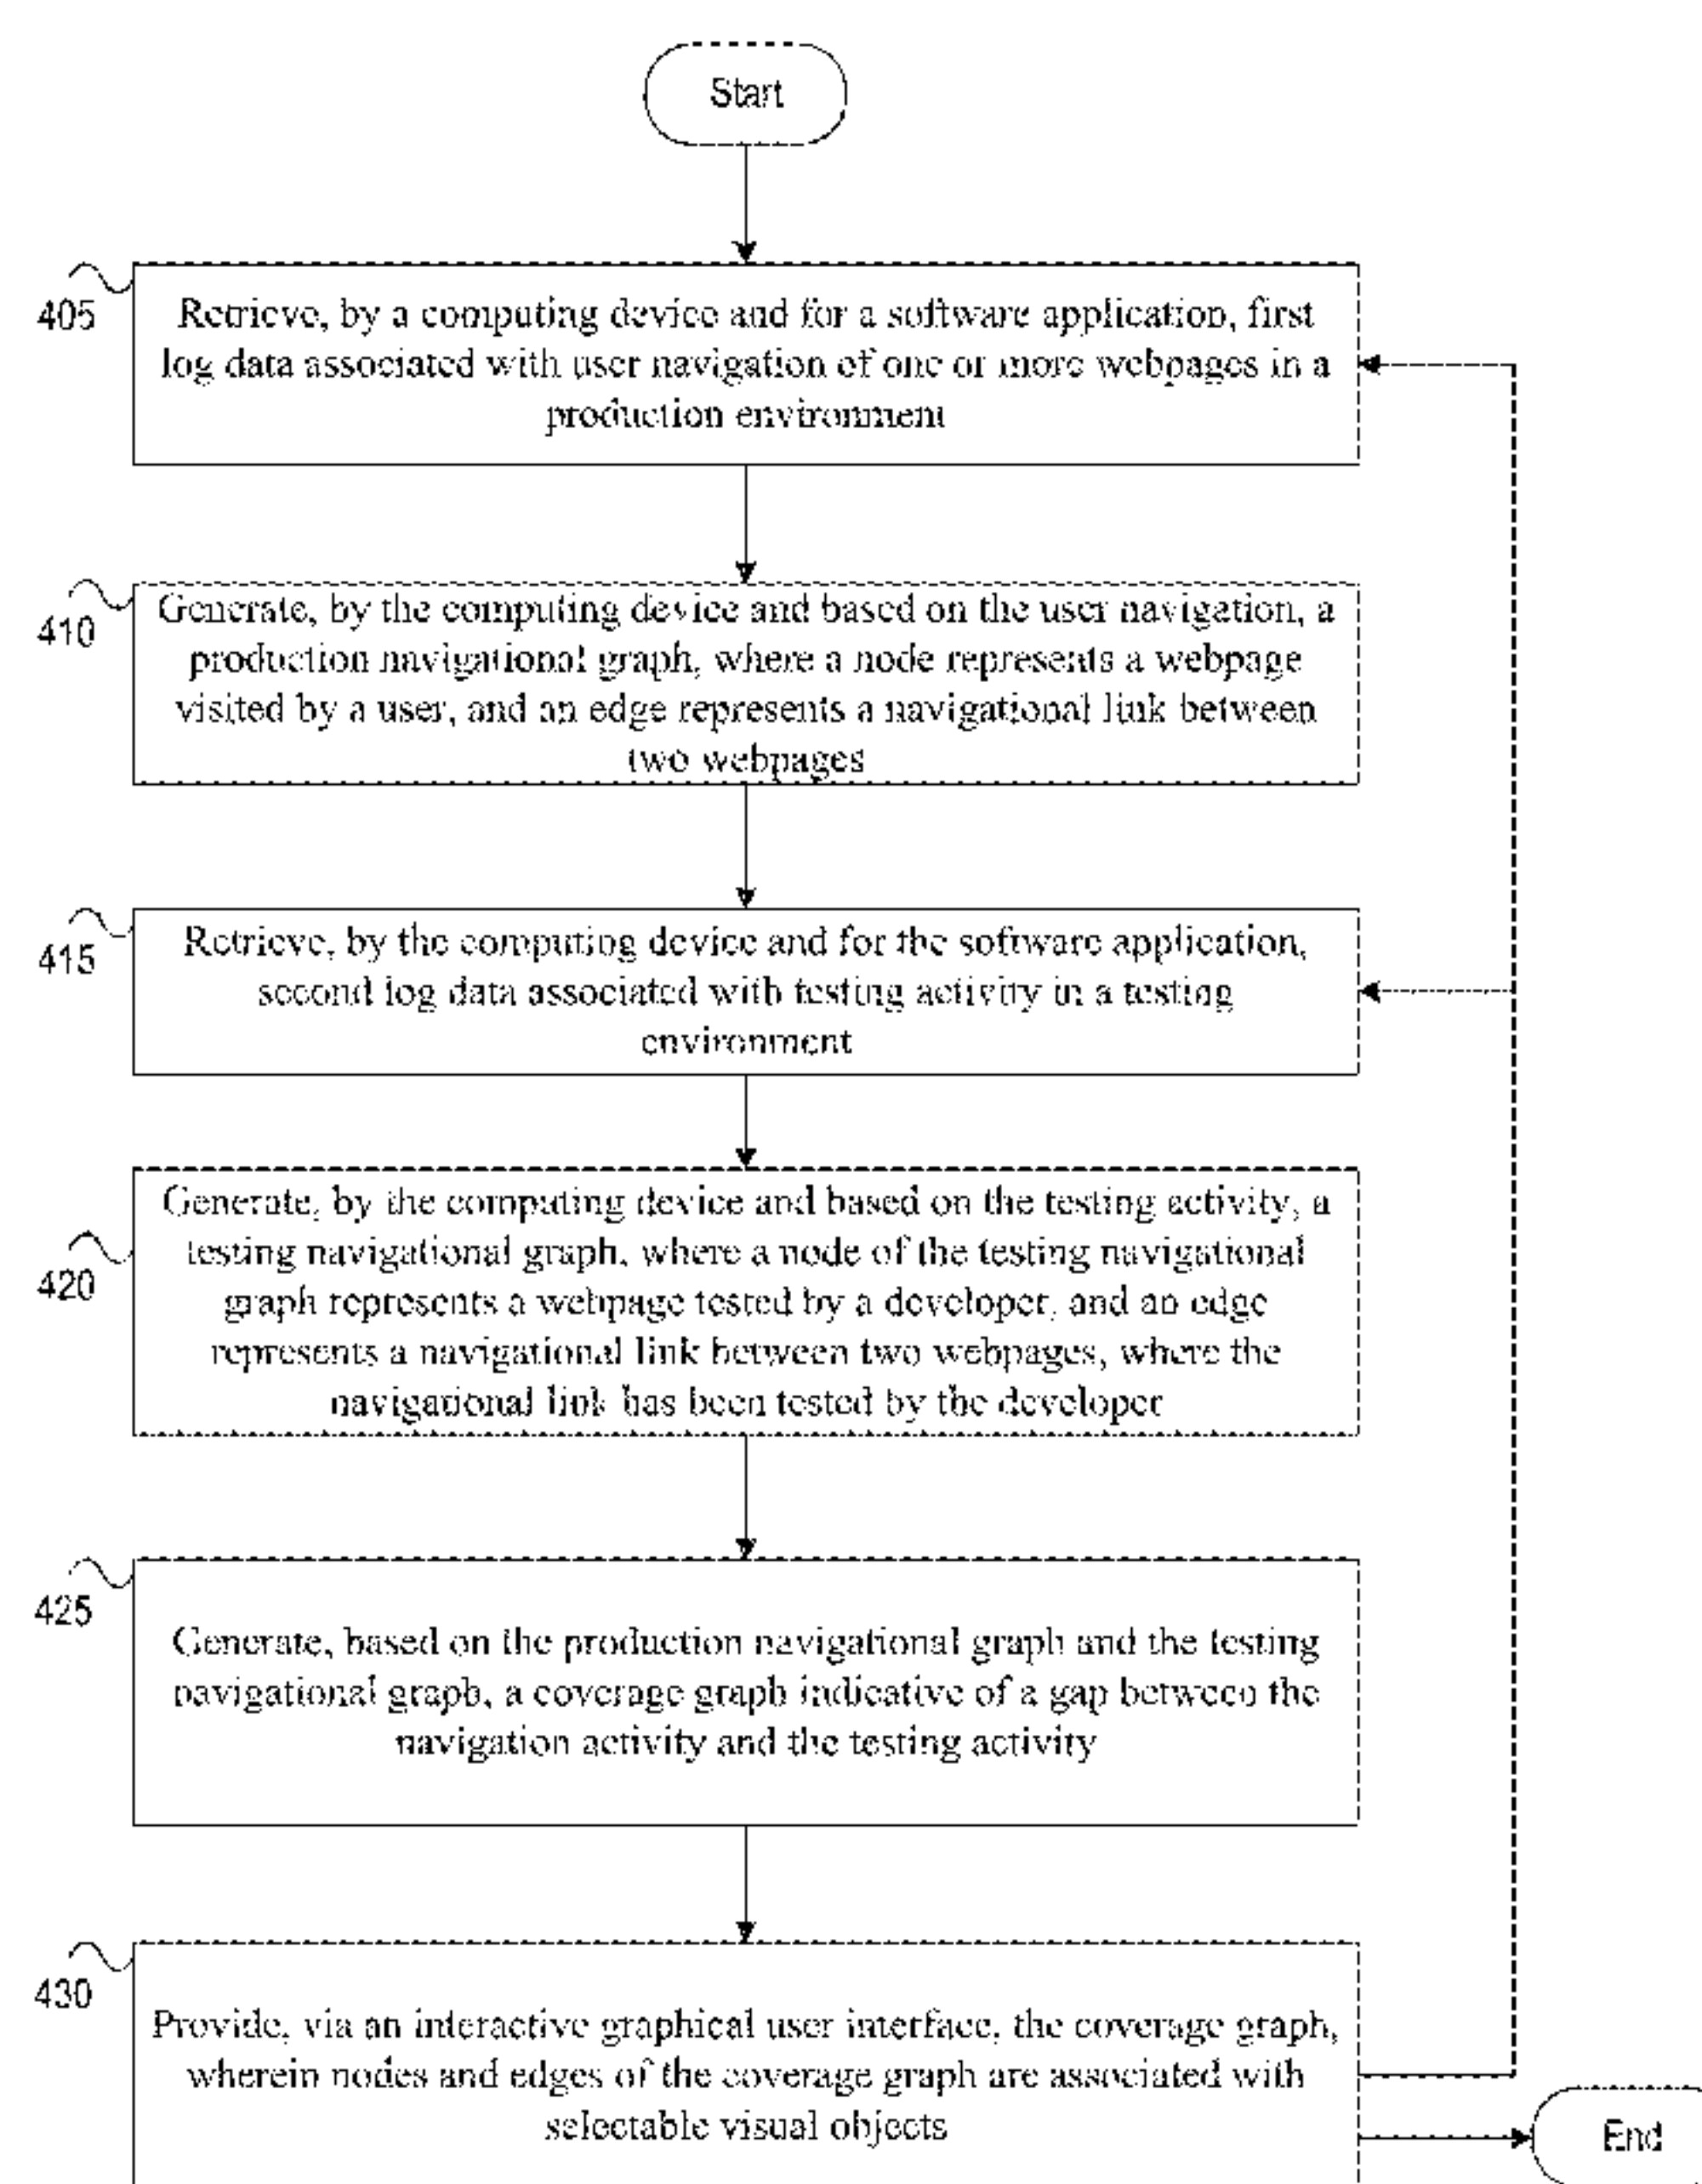 Start
405
Retrieve, by a computing device and for a software application, first
log data associated with user navigation of one or more webpages in a
production environment
410
Generate, by the computing device and based on the user navigation, a
production navigational graph, where a node represents a webpage
visited by a user, and an edge represents a navigational link between
two webpages
415
Retrieve, by the computing device and for the software application,
second log data associated with testing activity in a testing
environment
420
Generate, by the computing device and based on the testing activity, a
testing navigational graph, where a node of the testing navigational
graph represents a webpage tested by a developer, and an edge
represents a navigational link between two webpages, where the
navigational link has been tested by the developer
425
Generate, based on the production navigational graph and the testing
navigational graph, a coverage graph indicative of a gap between the
navigation activity and the testing activity
430
Provide, via an interactive graphical user interface, the coverage graph,
wherein nodes and edges of the coverage graph are associated with
selectable visual objects
End